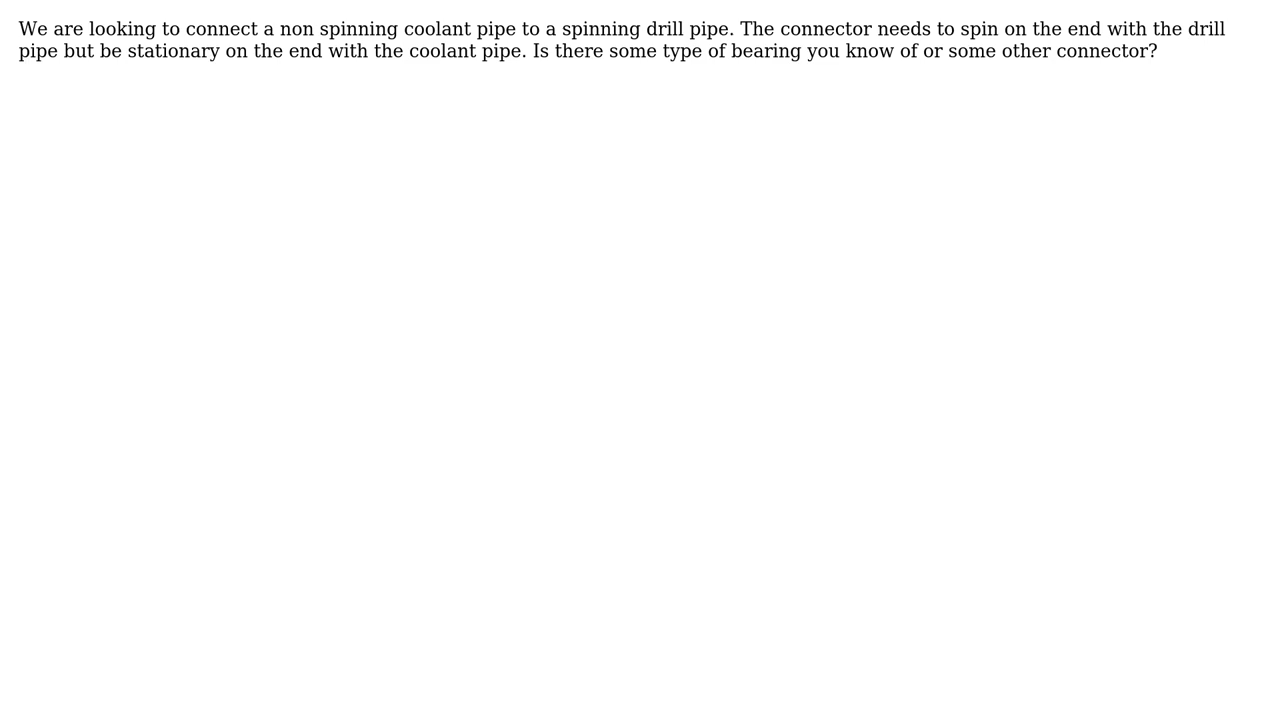 We are looking to connect a non spinning coolant pipe to a spinning drill pipe. The connector needs to spin on the end with the drill
pipe but be stationary on the end with the coolant pipe. Is there some type of bearing you know of or some other connector?